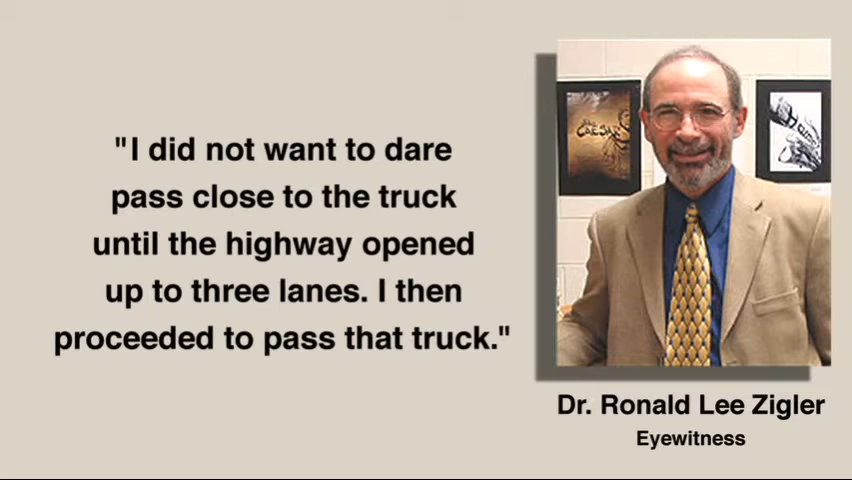 "I did not want to dare
pass close to the truck
until the highway opened
up to three lanes. I then
proceeded to pass that truck."
Dr. Ronald Lee Zigler
Eyewitness